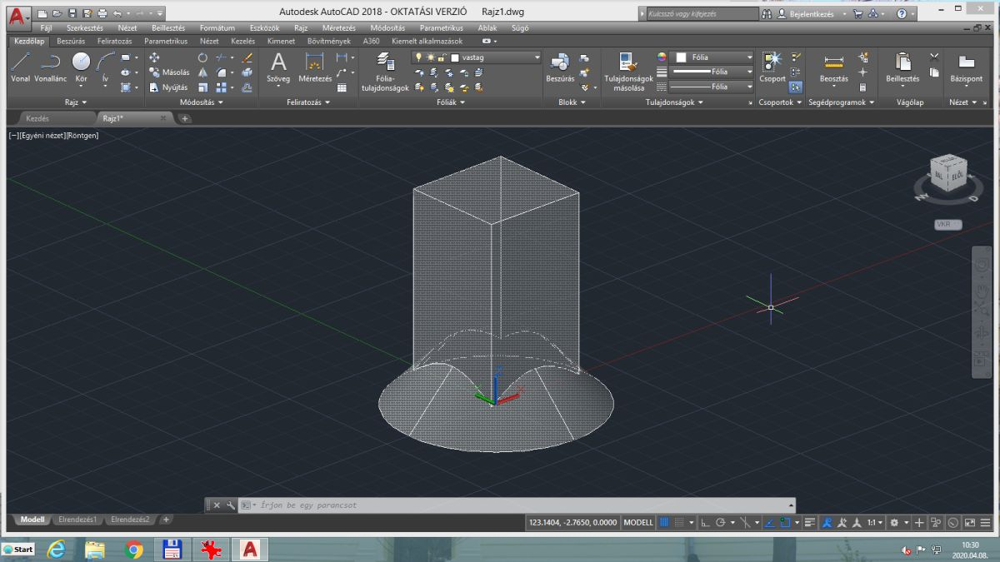 Autodesk AutoCAD 2018 - OKTATÁSI VERZIÓ Rajz1.dwg
Kulcsszó vagy kifejezés
Bejelentkezés
Fájl Szerkesztés Nézet Beillesztés Formátum Eszközök Rajz Méretezés Módosítás Parametrikus Ablak Súgó
Kezdőlap Beszúrás Feliratozás Parametrikus Nézet Kezelés Kimenet Bővítmények A360 Kiemelt alkalmazások
Vonal Vonallánc Kör Ív
Másolás
Nyújtás
Szöveg Méretezés
Fólia-
tulajdonságok
vastag
Beszúrás
Tulajdonságok
másolása
Fólia
Fólia
Fólia
Csoport
Beosztás
Beillesztés
Bázispont
Rajz Módosítás Feliratozás Fóliák Blokk Tulajdonságok Csoportok Segédprogramok Vágólap Nézet
Kezdés Rajz1*
[−][Egyéni nézet][Röntgen]
BAL ELÖL
NY D
VKR
Írjon be egy parancsot
Modell Elrendezés1 Elrendezés2
123.1404, -2.7650, 0.0000 MODELL
1:1
Start
10:30
2020.04.08.